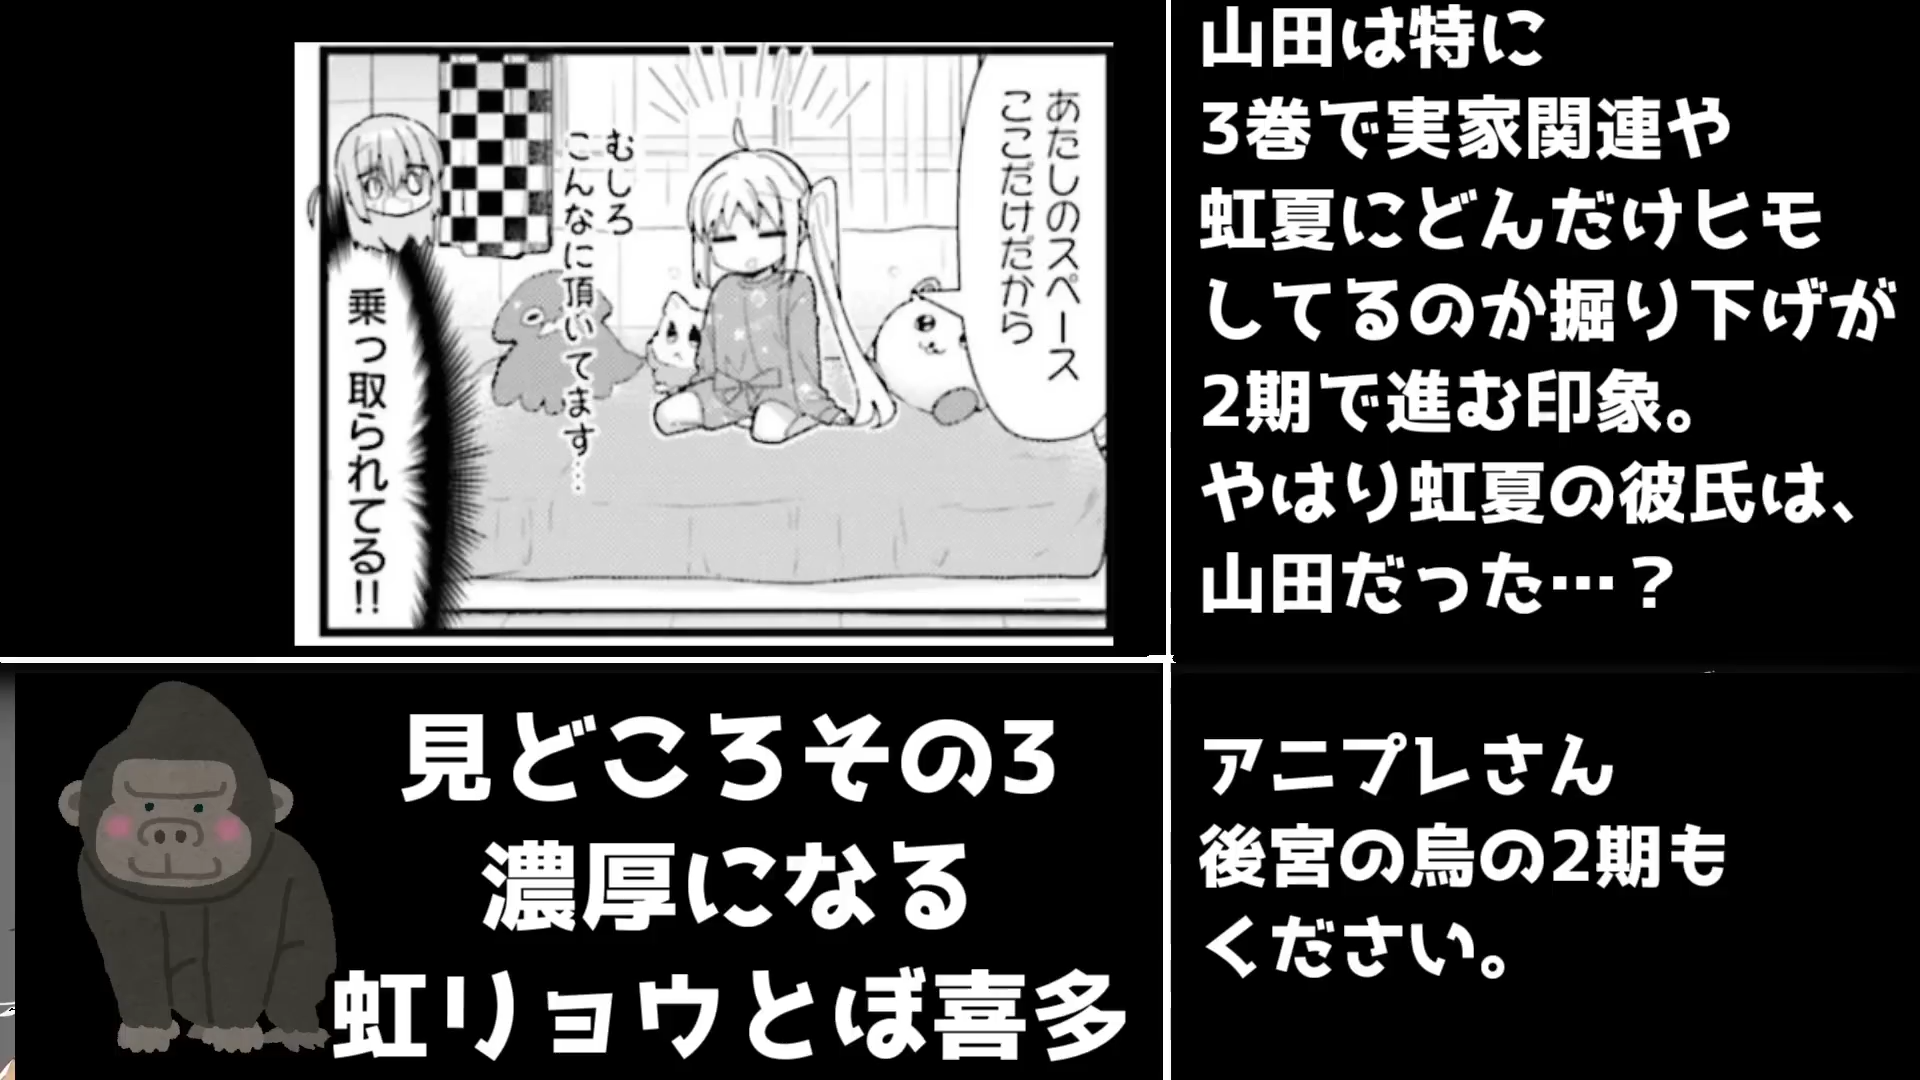 あたしのスペース
ここだけだから
むしろ
こんなに頂いてます…
乗っ取られてる!!
山田は特に
3巻で実家関連や
虹夏にどんだけヒモ
してるのか掘り下げが
2期で進む印象。
やはり虹夏の彼氏は、
山田だった…？
見どころその3
濃厚になる
虹リョウとぼ喜多
アニプレさん
後宮の烏の2期も
ください。